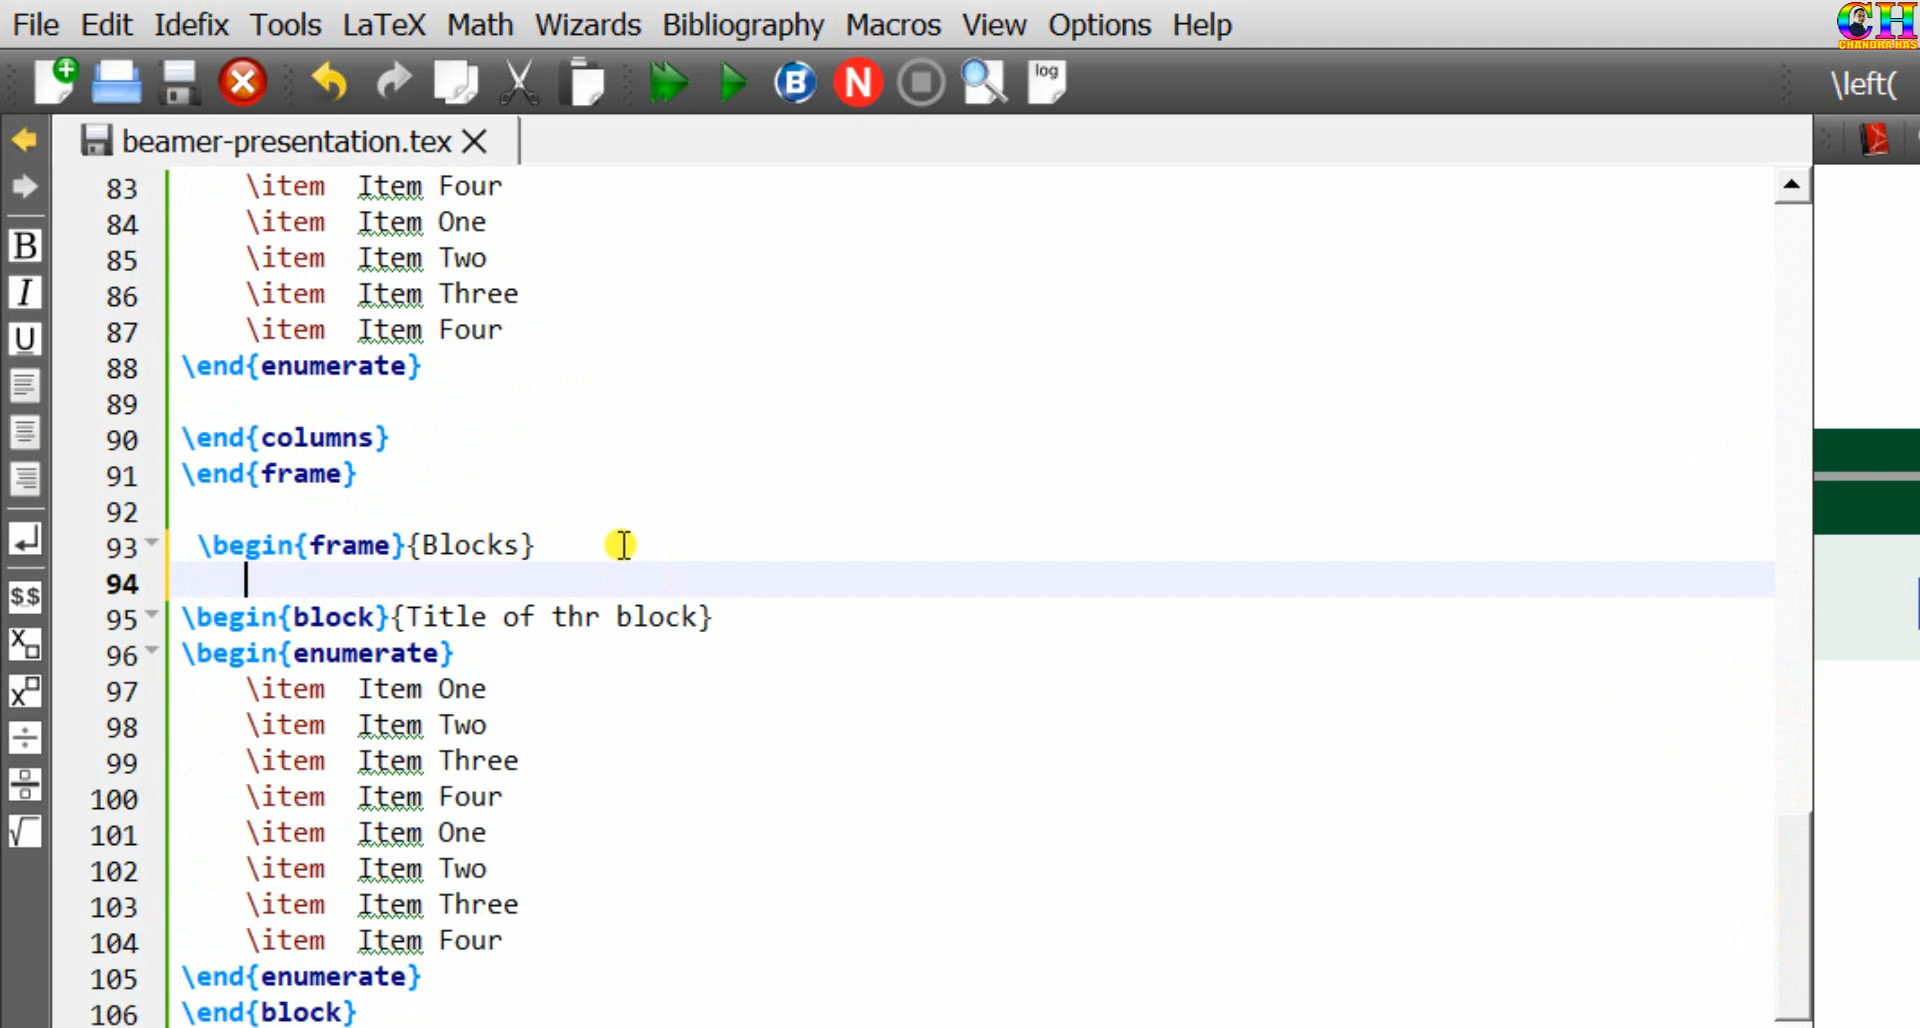 File Edit Idefix Tools LaTeX Math Wizards Bibliography Macros View Options Help
CH
CHANDRA HAS
B N log \left(
beamer-presentation.tex
83 \item Item Four
84 \item Item One
85 \item Item Two
86 \item Item Three
87 \item Item Four
88 \end{enumerate}
89
90 \end{columns}
91 \end{frame}
92
93 \begin{frame}{Blocks}
94
95 \begin{block}{Title of thr block}
96 \begin{enumerate}
97 \item Item One
98 \item Item Two
99 \item Item Three
100 \item Item Four
101 \item Item One
102 \item Item Two
103 \item Item Three
104 \item Item Four
105 \end{enumerate}
106 \end{block}
B
I
U
$$
X
X